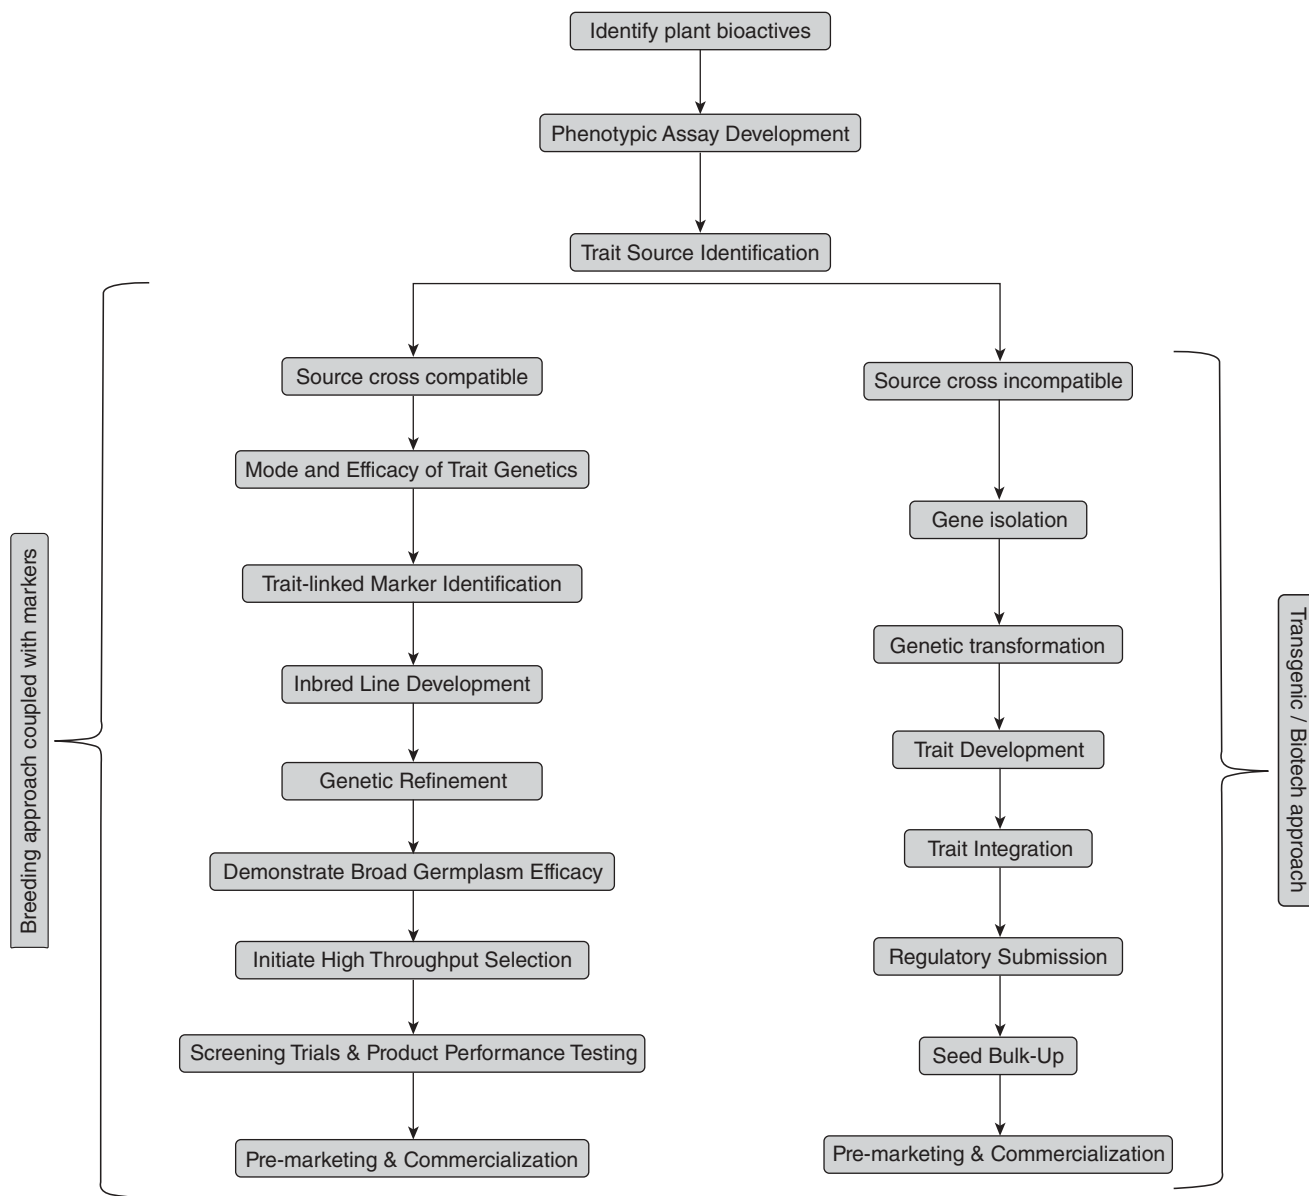 Identify plant bioactives
Phenotypic Assay Development
Trait Source Identification
Source cross compatible
Mode and Efficacy of Trait Genetics
Trait-linked Marker Identification
Inbred Line Development
Genetic Refinement
Demonstrate Broad Germplasm Efficacy
Initiate High Throughput Selection
Screening Trials & Product Performance Testing
Pre-marketing & Commercialization
Breeding approach coupled with markers
Source cross incompatible
Gene isolation
Genetic transformation
Trait Development
Trait Integration
Regulatory Submission
Seed Bulk-Up
Pre-marketing & Commercialization
Transgenic / Biotech approach